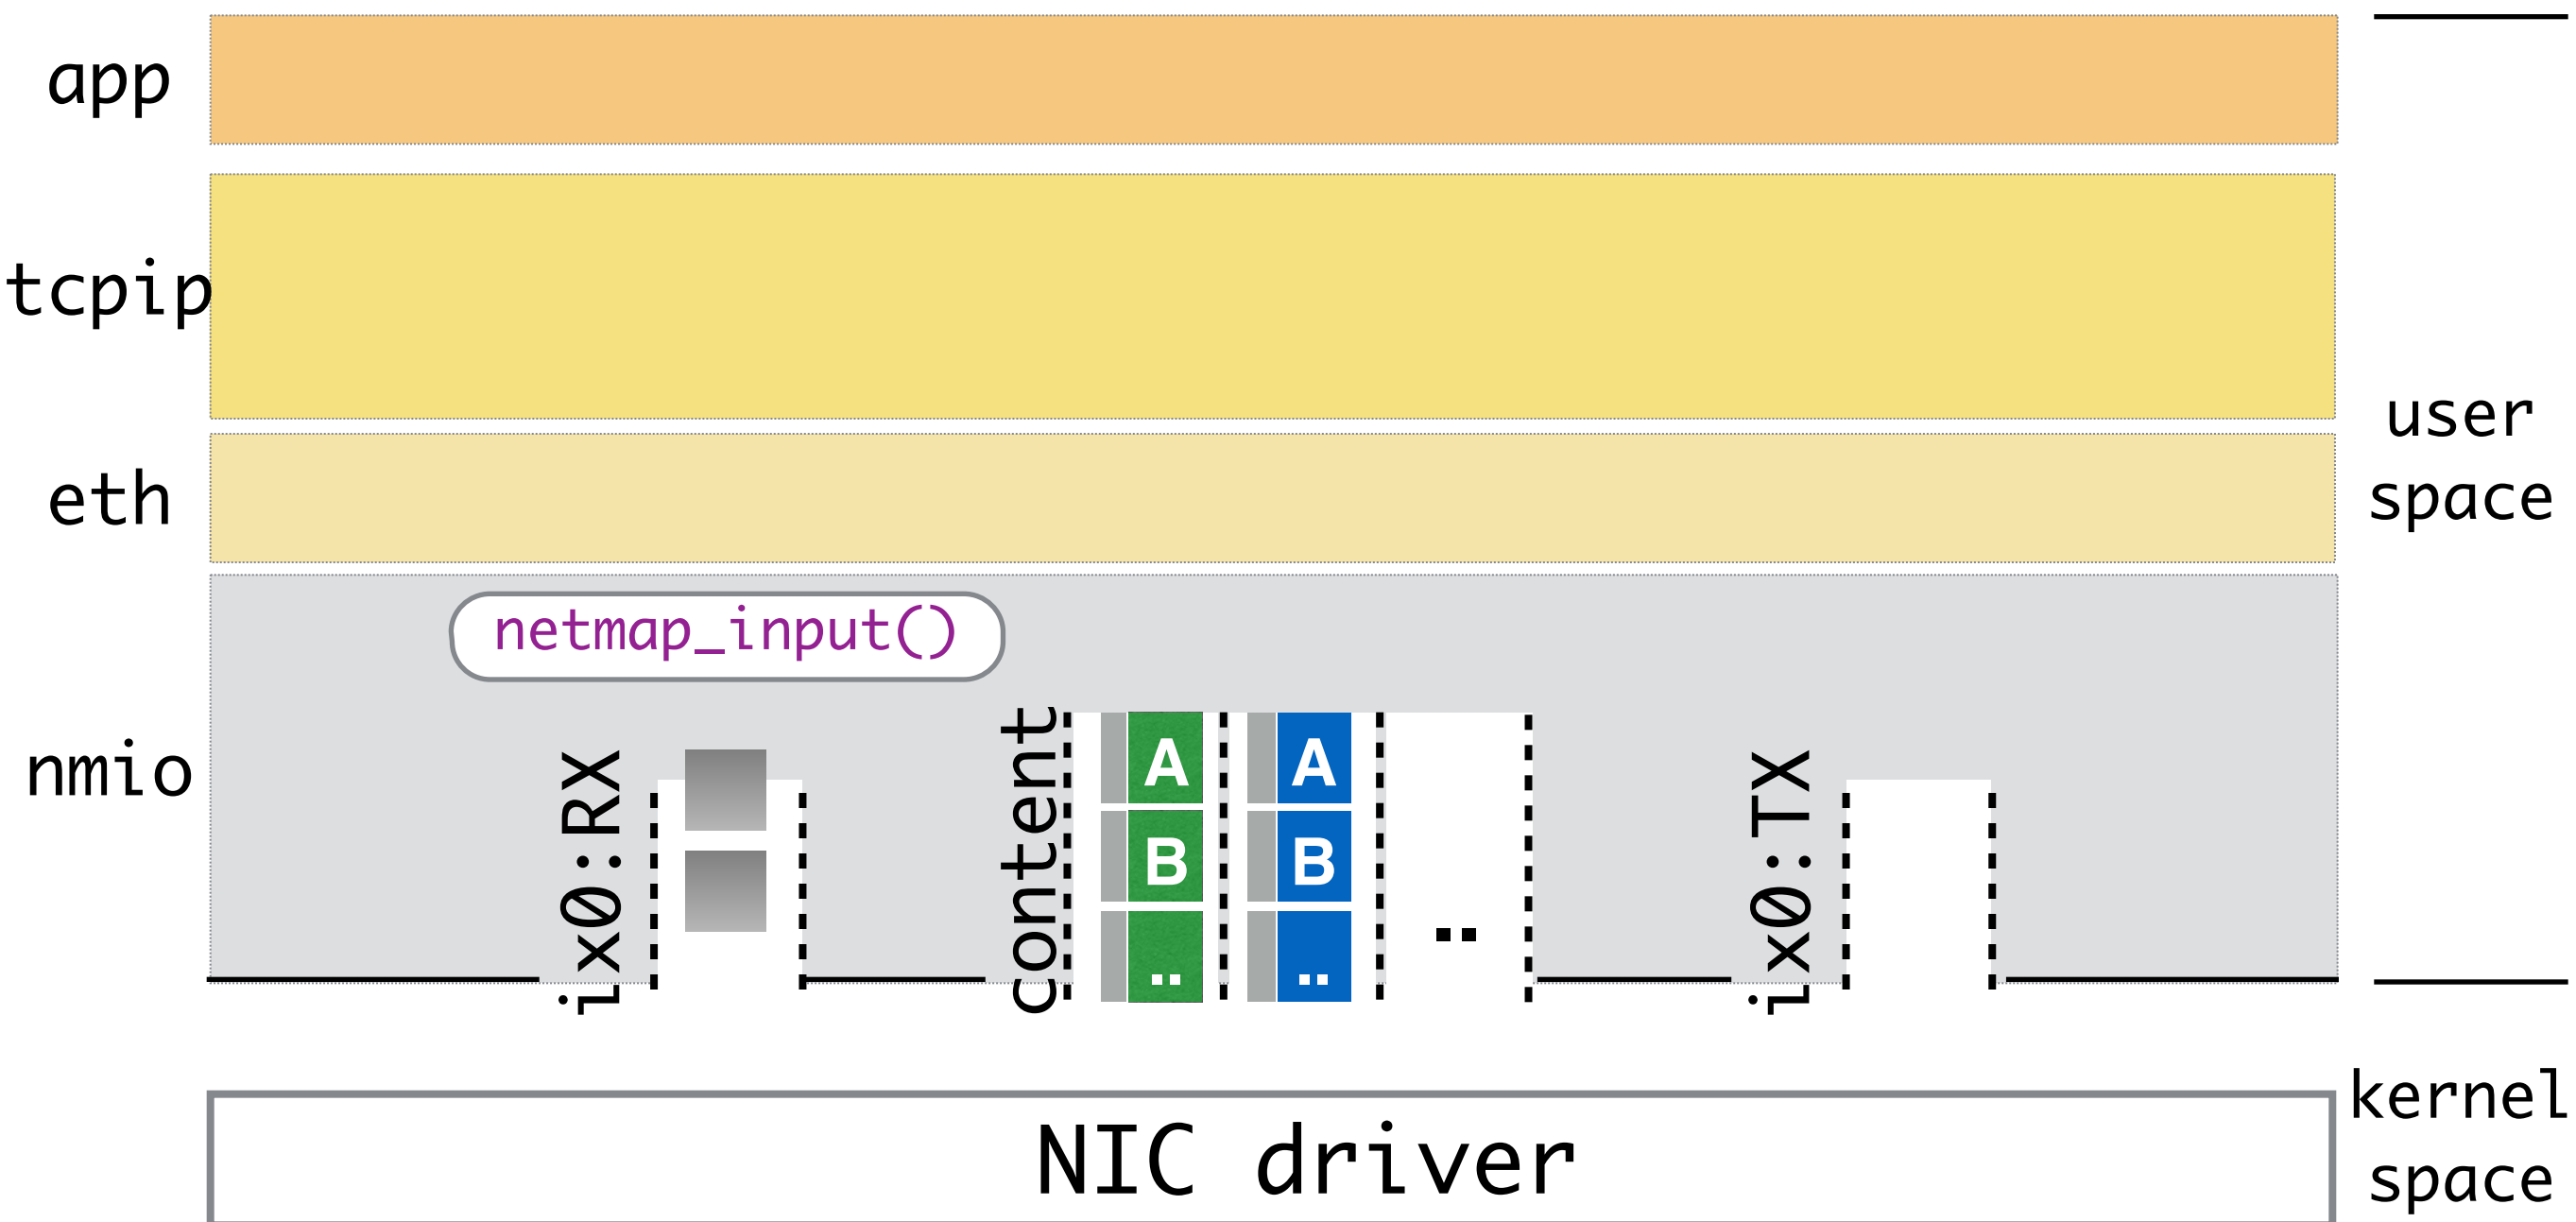 app
tcpip
eth
user
space
netmap_input()
nmio
ix0:RX
content
A
A
B
B
..
..
..
ix0:TX
NIC driver
kernel
space